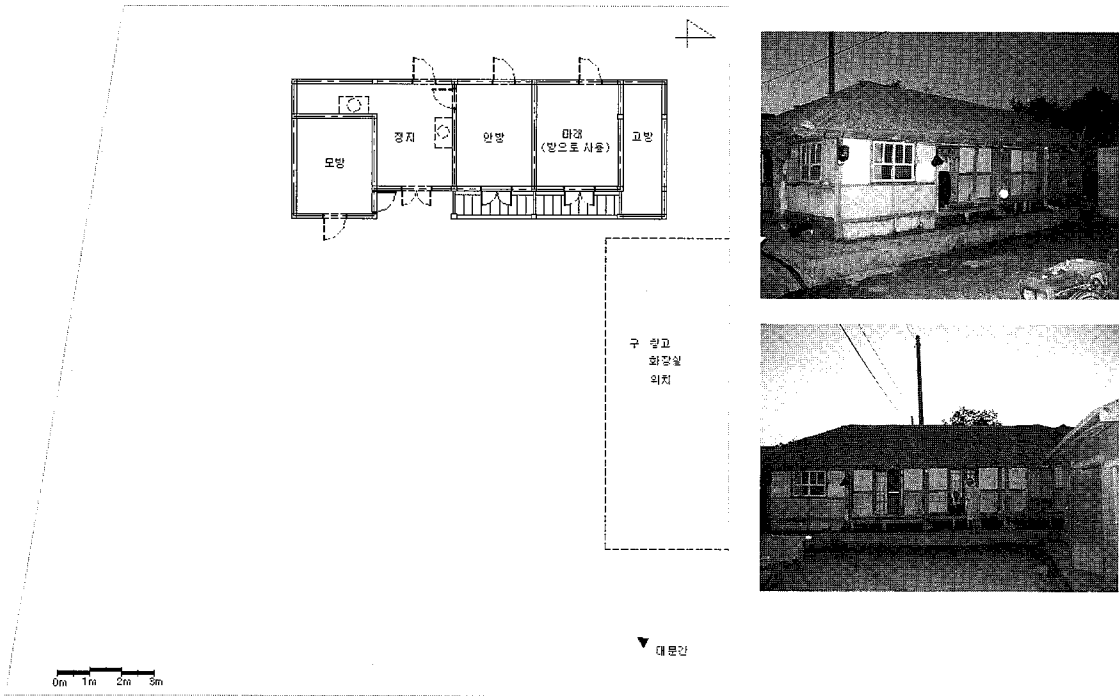 정지
안방
마래
(방으로 사용)
고방
모방
구 창고
화장실
위치
대문간
0m 1m 2m 3m